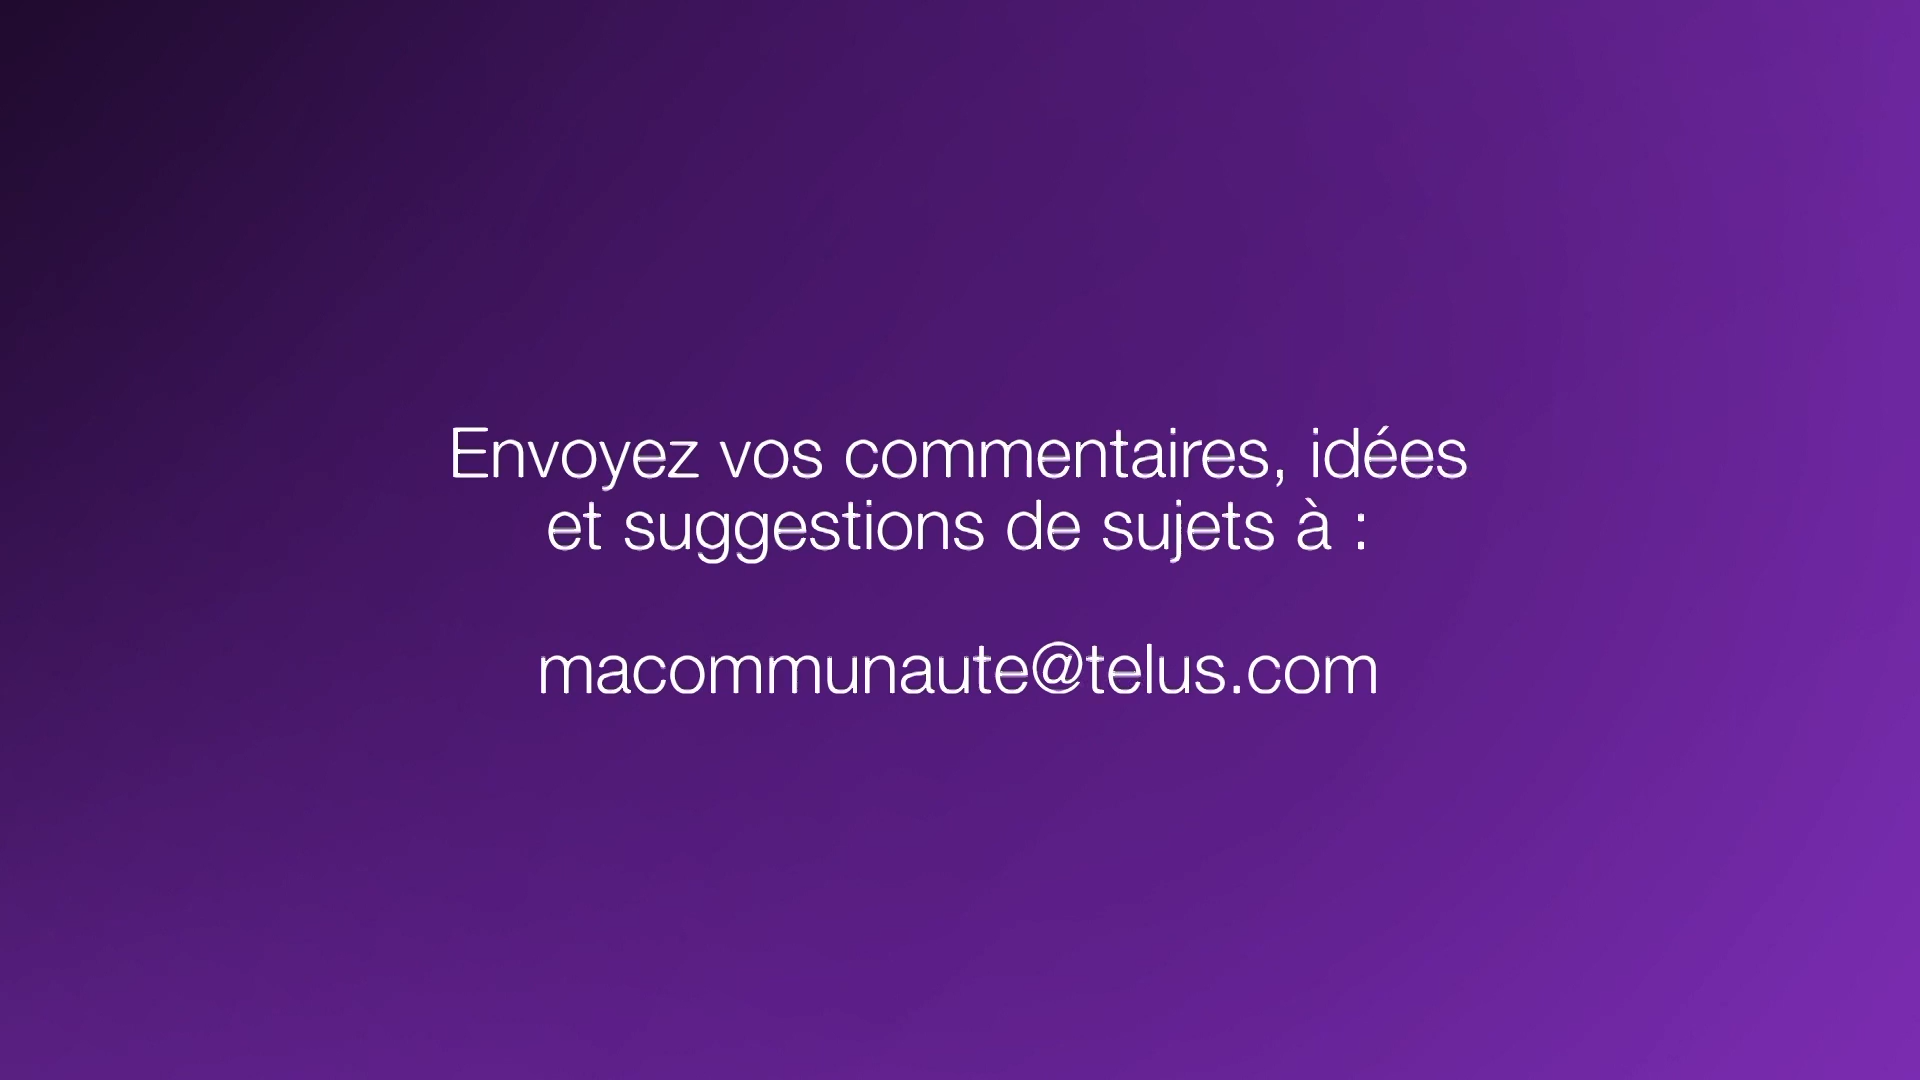 Envoyez vos commentaires, idées
et suggestions de sujets à :
macommunaute@telus.com